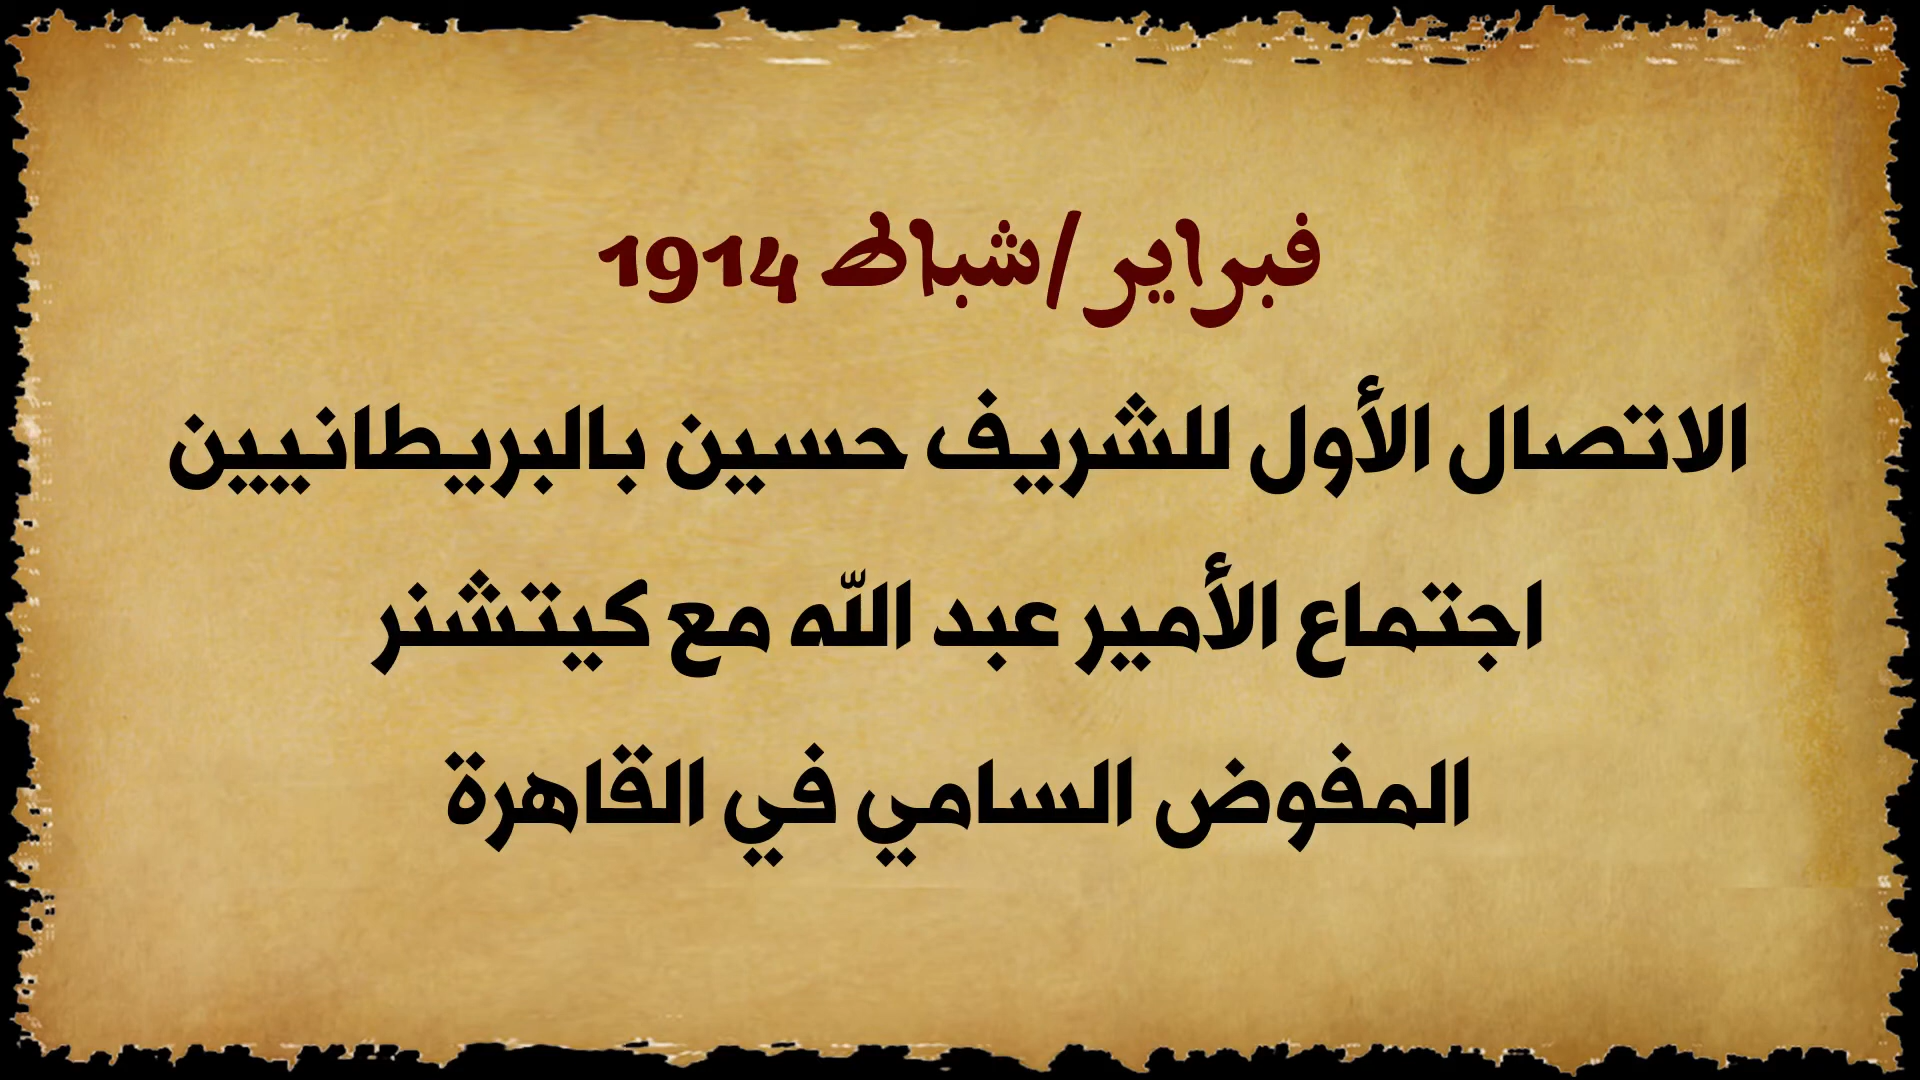 فبراير/شباط 1914
الاتصال الأول للشريف حسين بالبريطانيين
اجتماع الأمير عبد الله مع كيتشنر
المفوض السامي في القاهرة